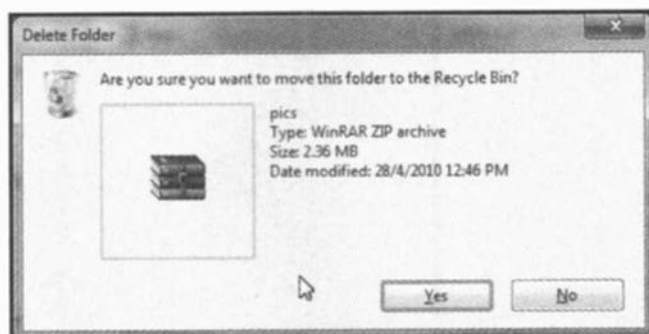 Delete Folder
Are you sure you want to move this folder to the Recycle Bin?
pics
Type: WinRAR ZIP archive
Size: 2.36 MB
Date modified: 28/4/2010 12:46 PM
Yes
No